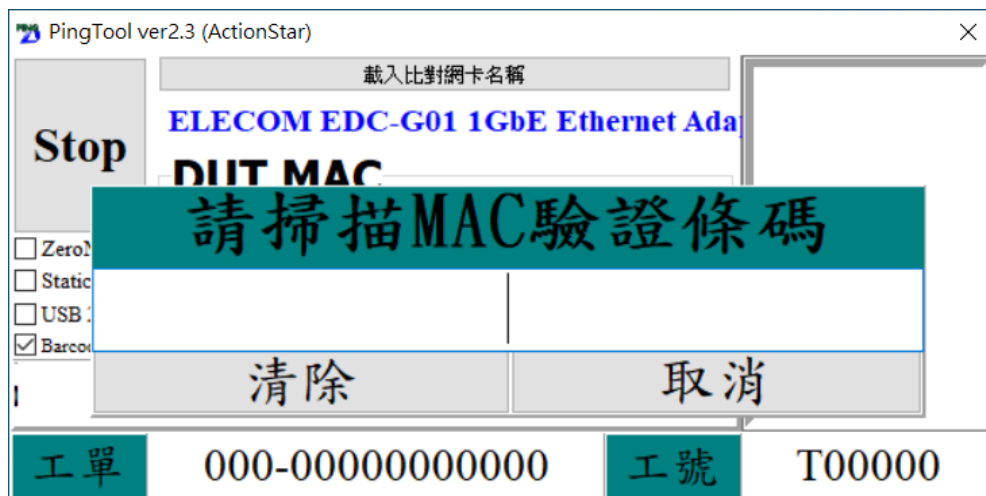 PingTool ver2.3 (ActionStar)
載入比對網卡名稱
Stop
ELECOM EDC-G01 1GbE Ethernet Ada
DUT MAC
請掃描MAC驗證條碼
Static
USB
清除
取消
工單
000-00000000000
工號
T00000